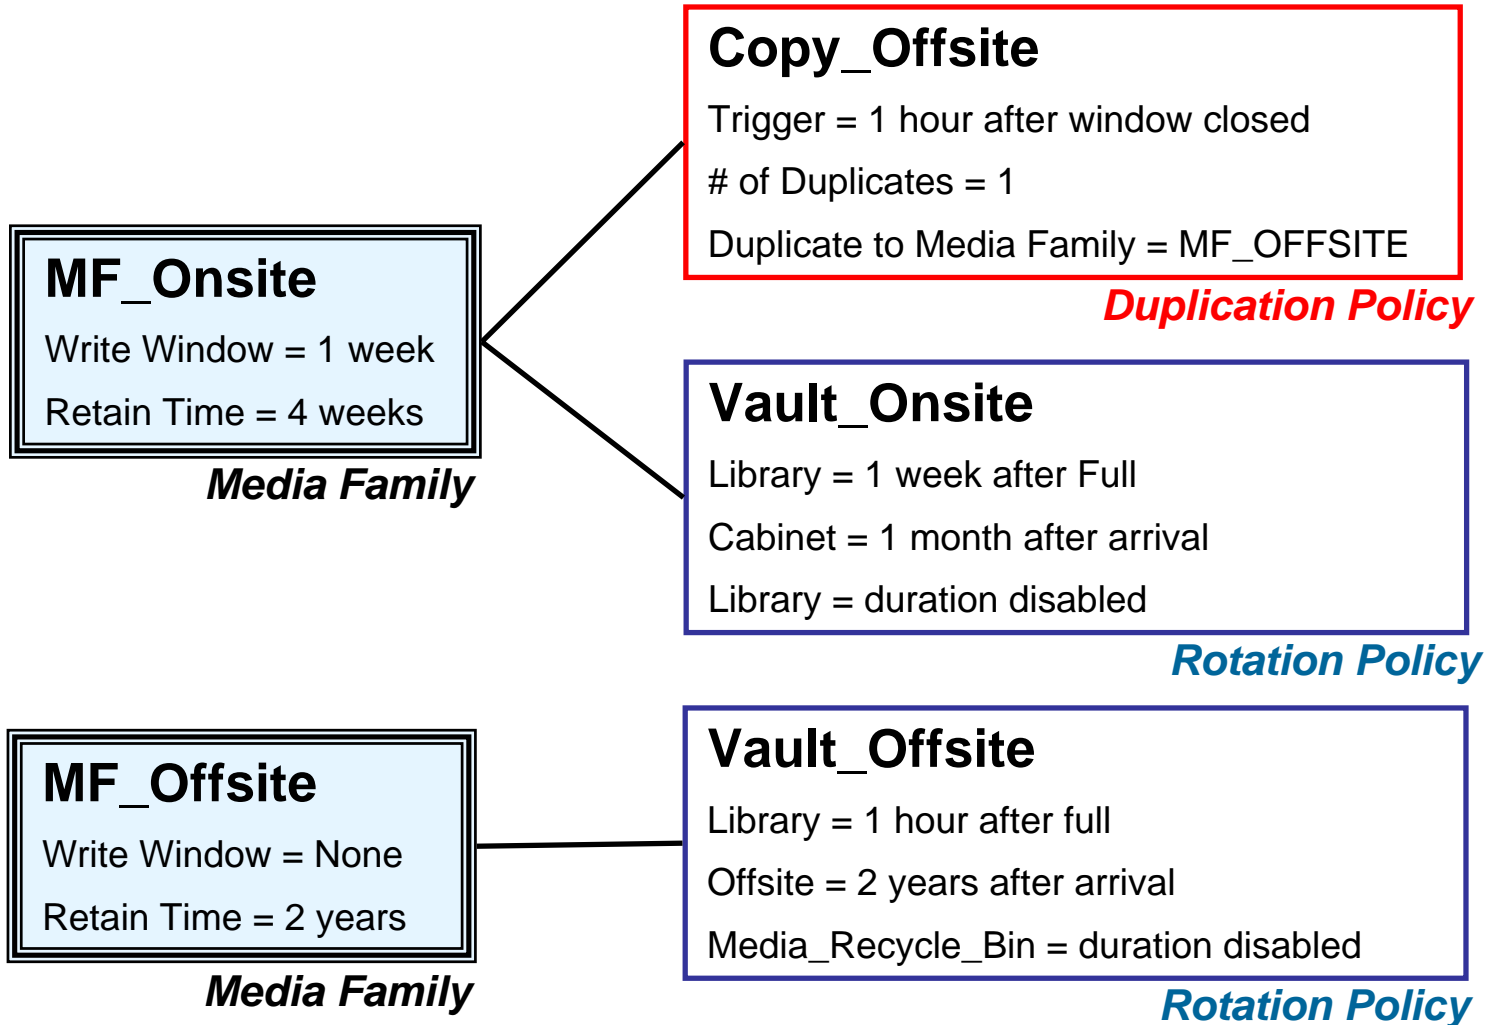 Copy_Offsite
Trigger = 1 hour after window closed
# of Duplicates = 1
Duplicate to Media Family = MF_OFFSITE
Duplication Policy
MF_Onsite
Write Window = 1 week
Retain Time = 4 weeks
Media Family
Vault_Onsite
Library = 1 week after Full
Cabinet = 1 month after arrival
Library = duration disabled
Rotation Policy
MF_Offsite
Write Window = None
Retain Time = 2 years
Media Family
Vault_Offsite
Library = 1 hour after full
Offsite = 2 years after arrival
Media_Recycle_Bin = duration disabled
Rotation Policy